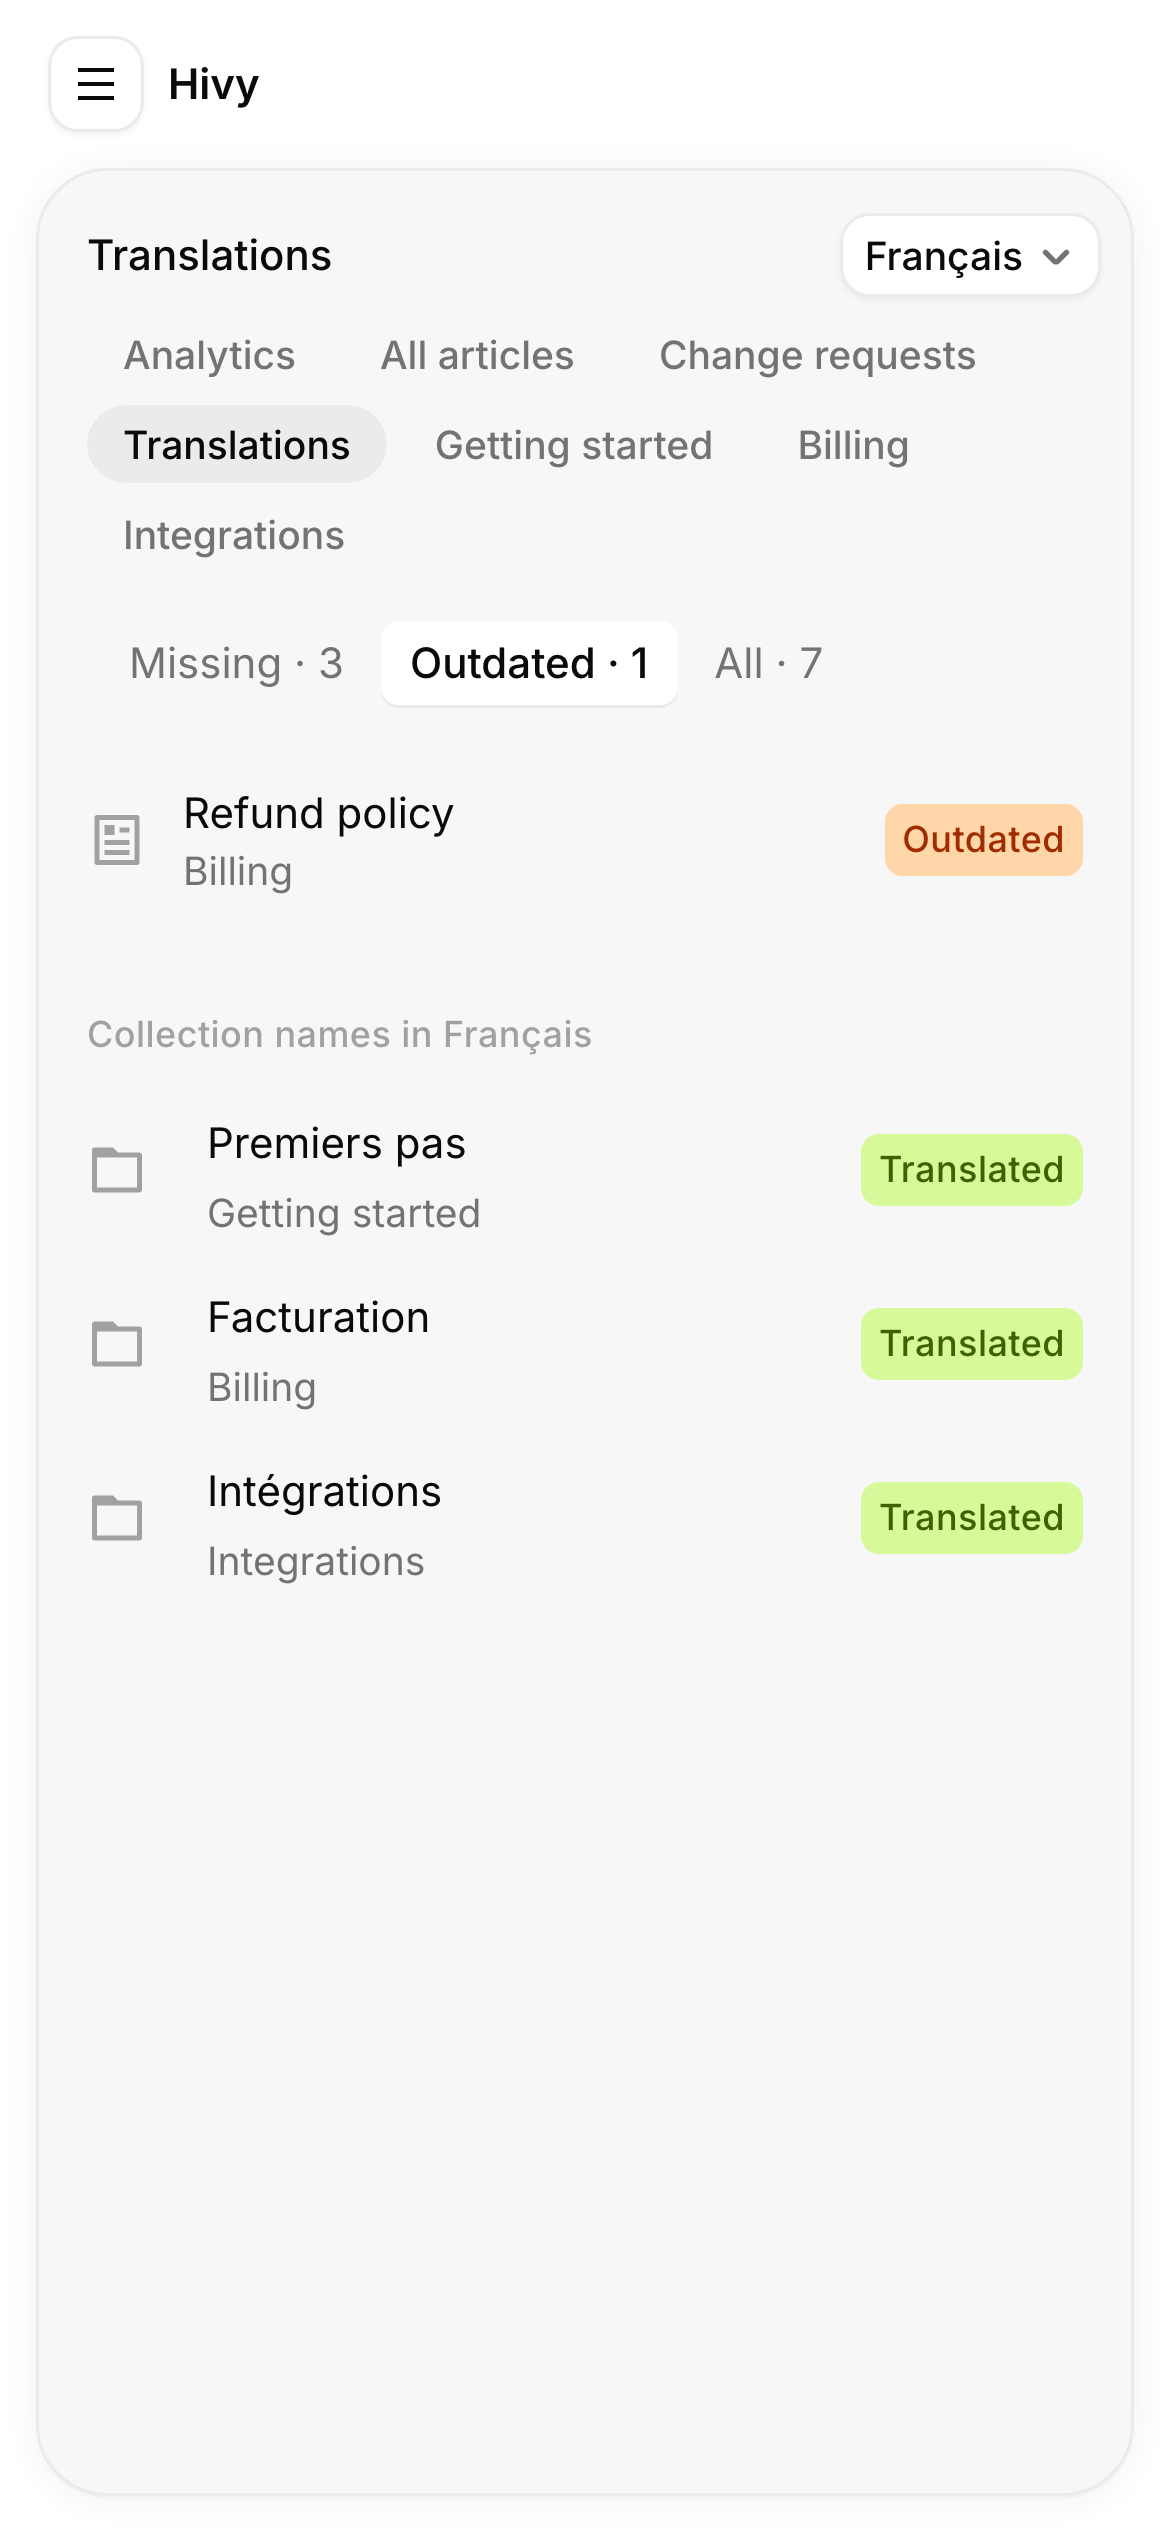 Hivy
Translations
Français
Analytics
All articles
Change requests
Translations
Getting started
Billing
Integrations
Missing · 3
Outdated · 1
All · 7
Refund policy
Billing
Outdated
Collection names in Français
Premiers pas
Getting started
Translated
Facturation
Billing
Translated
Intégrations
Integrations
Translated